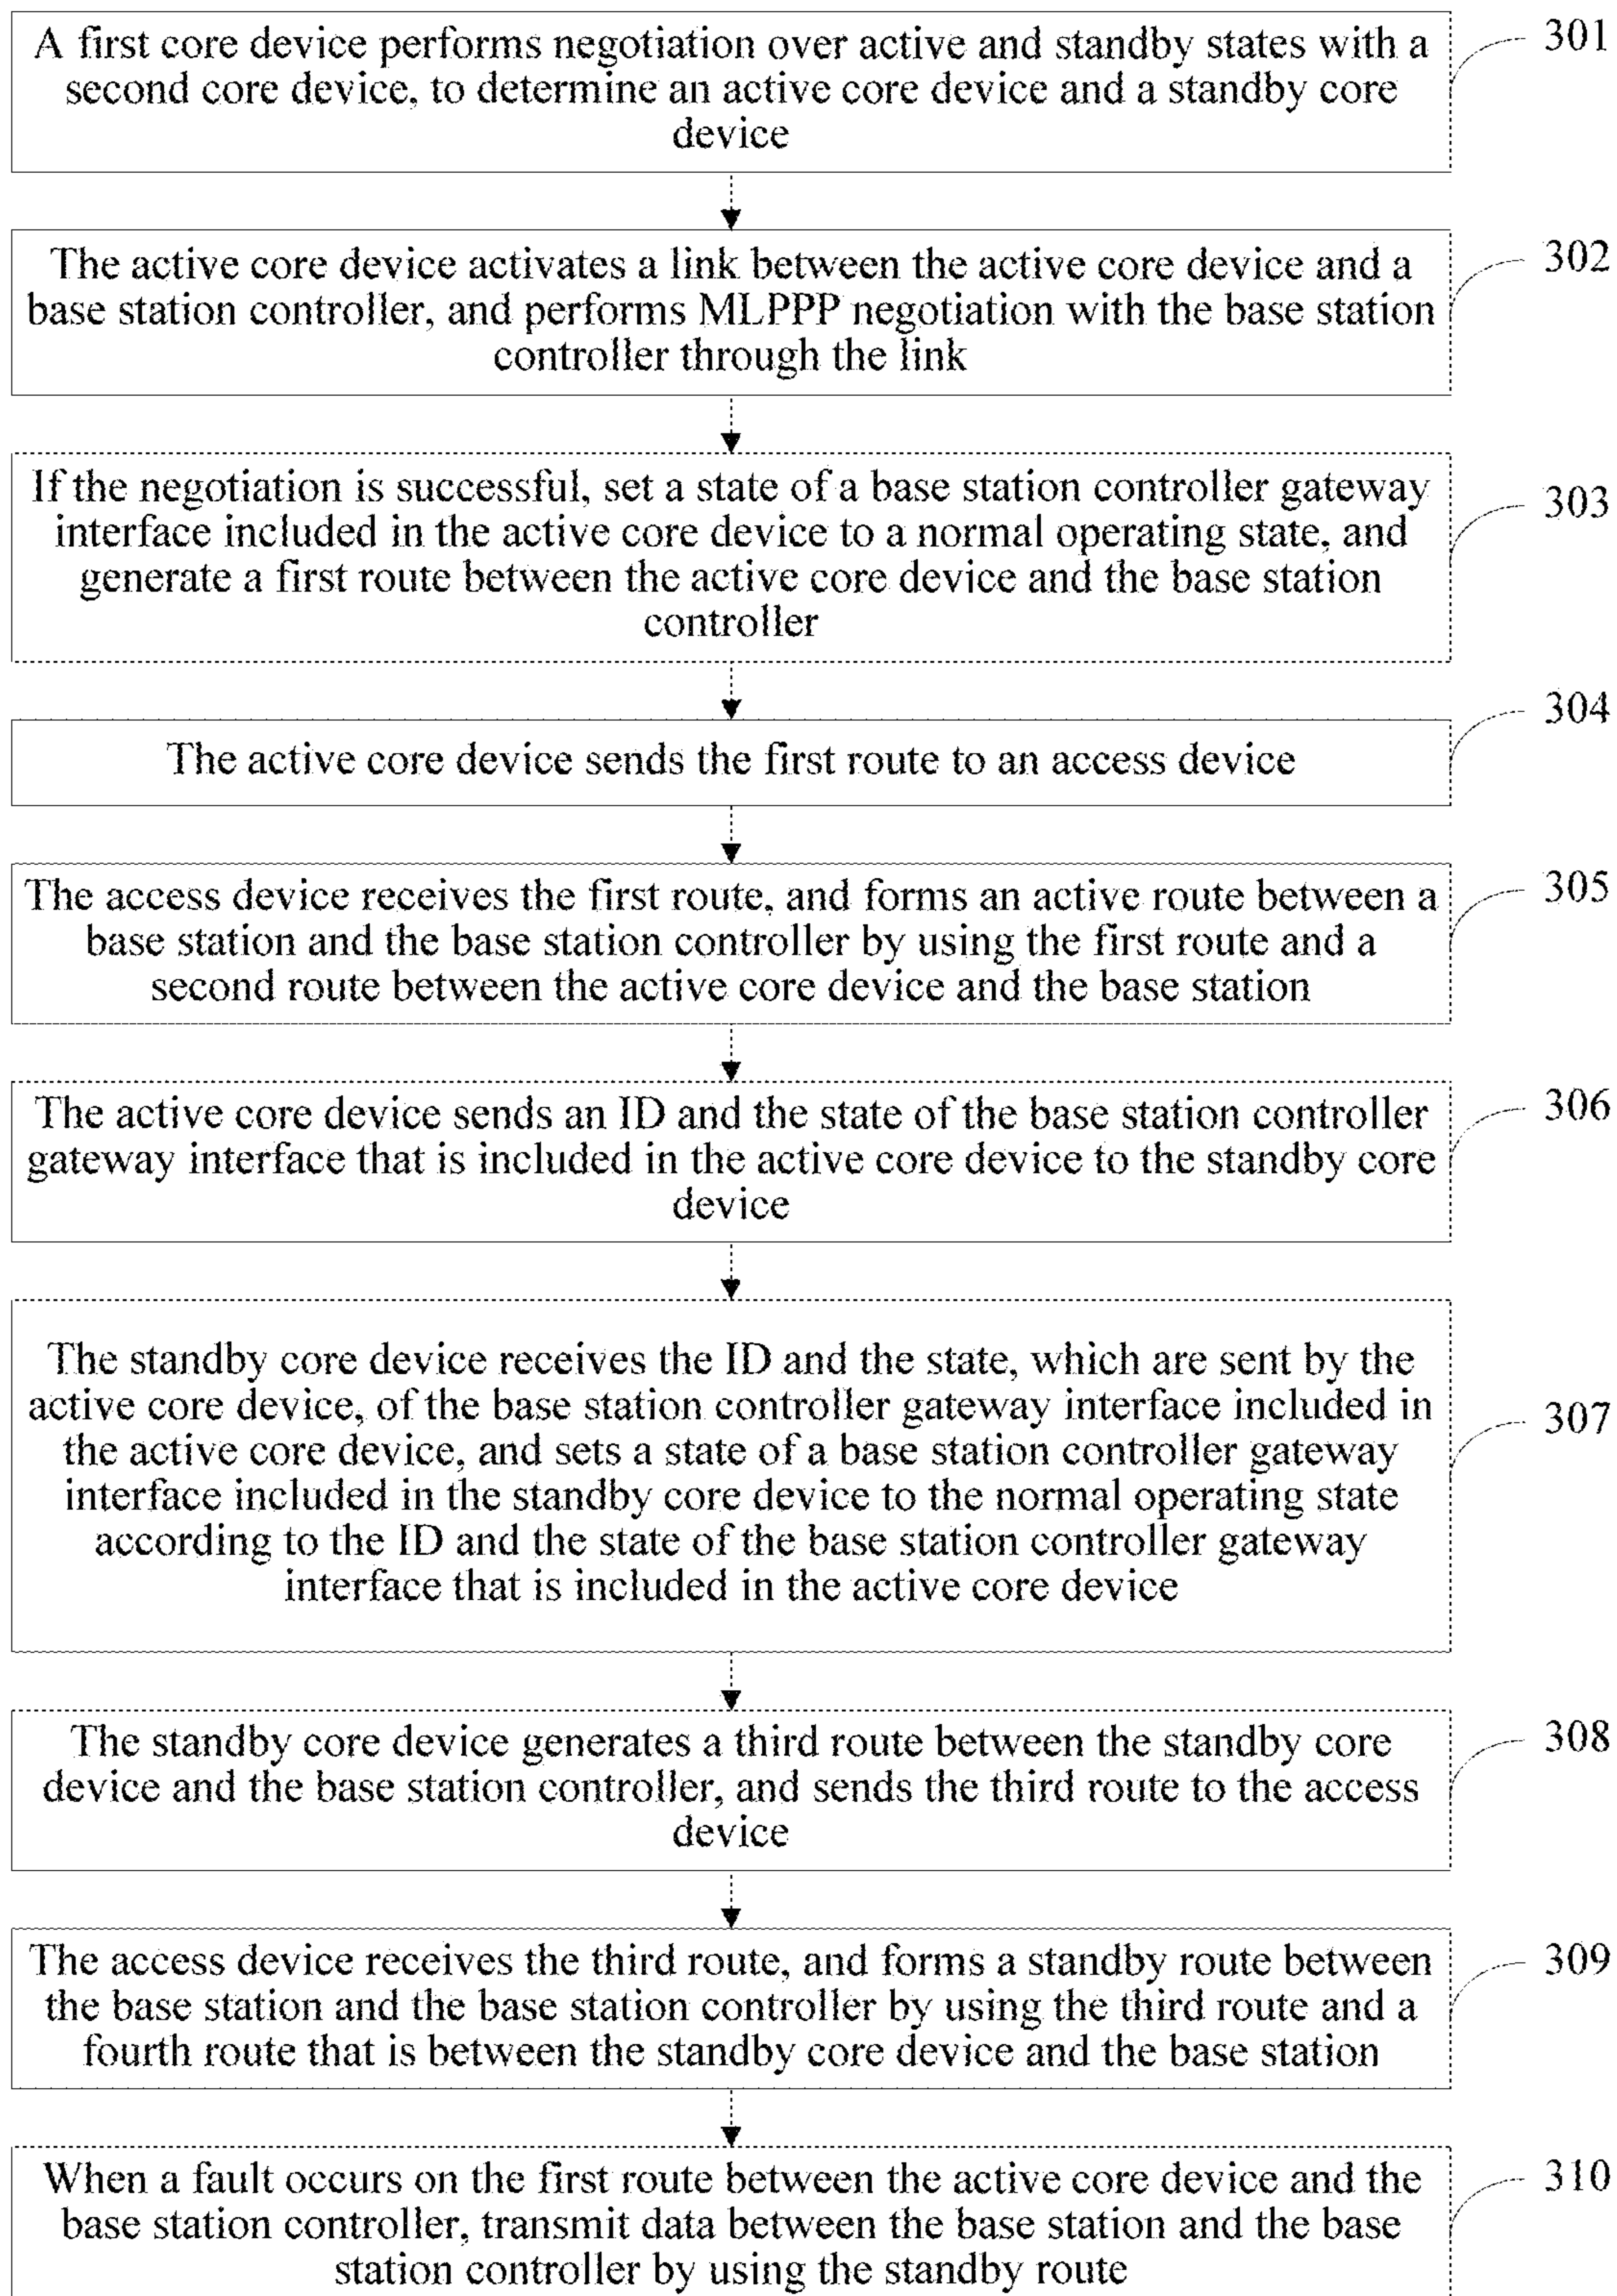 A first core device performs negotiation over active and standby states with a
second core device, to determine an active core device and a standby core
device
301
The active core device activates a link between the active core device and a
base station controller, and performs MLPPP negotiation with the base station
controller through the link
302
If the negotiation is successful, set a state of a base station controller gateway
interface included in the active core device to a normal operating state, and
generate a first route between the active core device and the base station
controller
303
The active core device sends the first route to an access device
304
The access device receives the first route, and forms an active route between a
base station and the base station controller by using the first route and a
second route between the active core device and the base station
305
The active core device sends an ID and the state of the base station controller
gateway interface that is included in the active core device to the standby core
device
306
The standby core device receives the ID and the state, which are sent by the
active core device, of the base station controller gateway interface included in
the active core device, and sets a state of a base station controller gateway
interface included in the standby core device to the normal operating state
according to the ID and the state of the base station controller gateway
interface that is included in the active core device
307
The standby core device generates a third route between the standby core
device and the base station controller, and sends the third route to the access
device
308
The access device receives the third route, and forms a standby route between
the base station and the base station controller by using the third route and a
fourth route that is between the standby core device and the base station
309
When a fault occurs on the first route between the active core device and the
base station controller, transmit data between the base station and the base
station controller by using the standby route
310